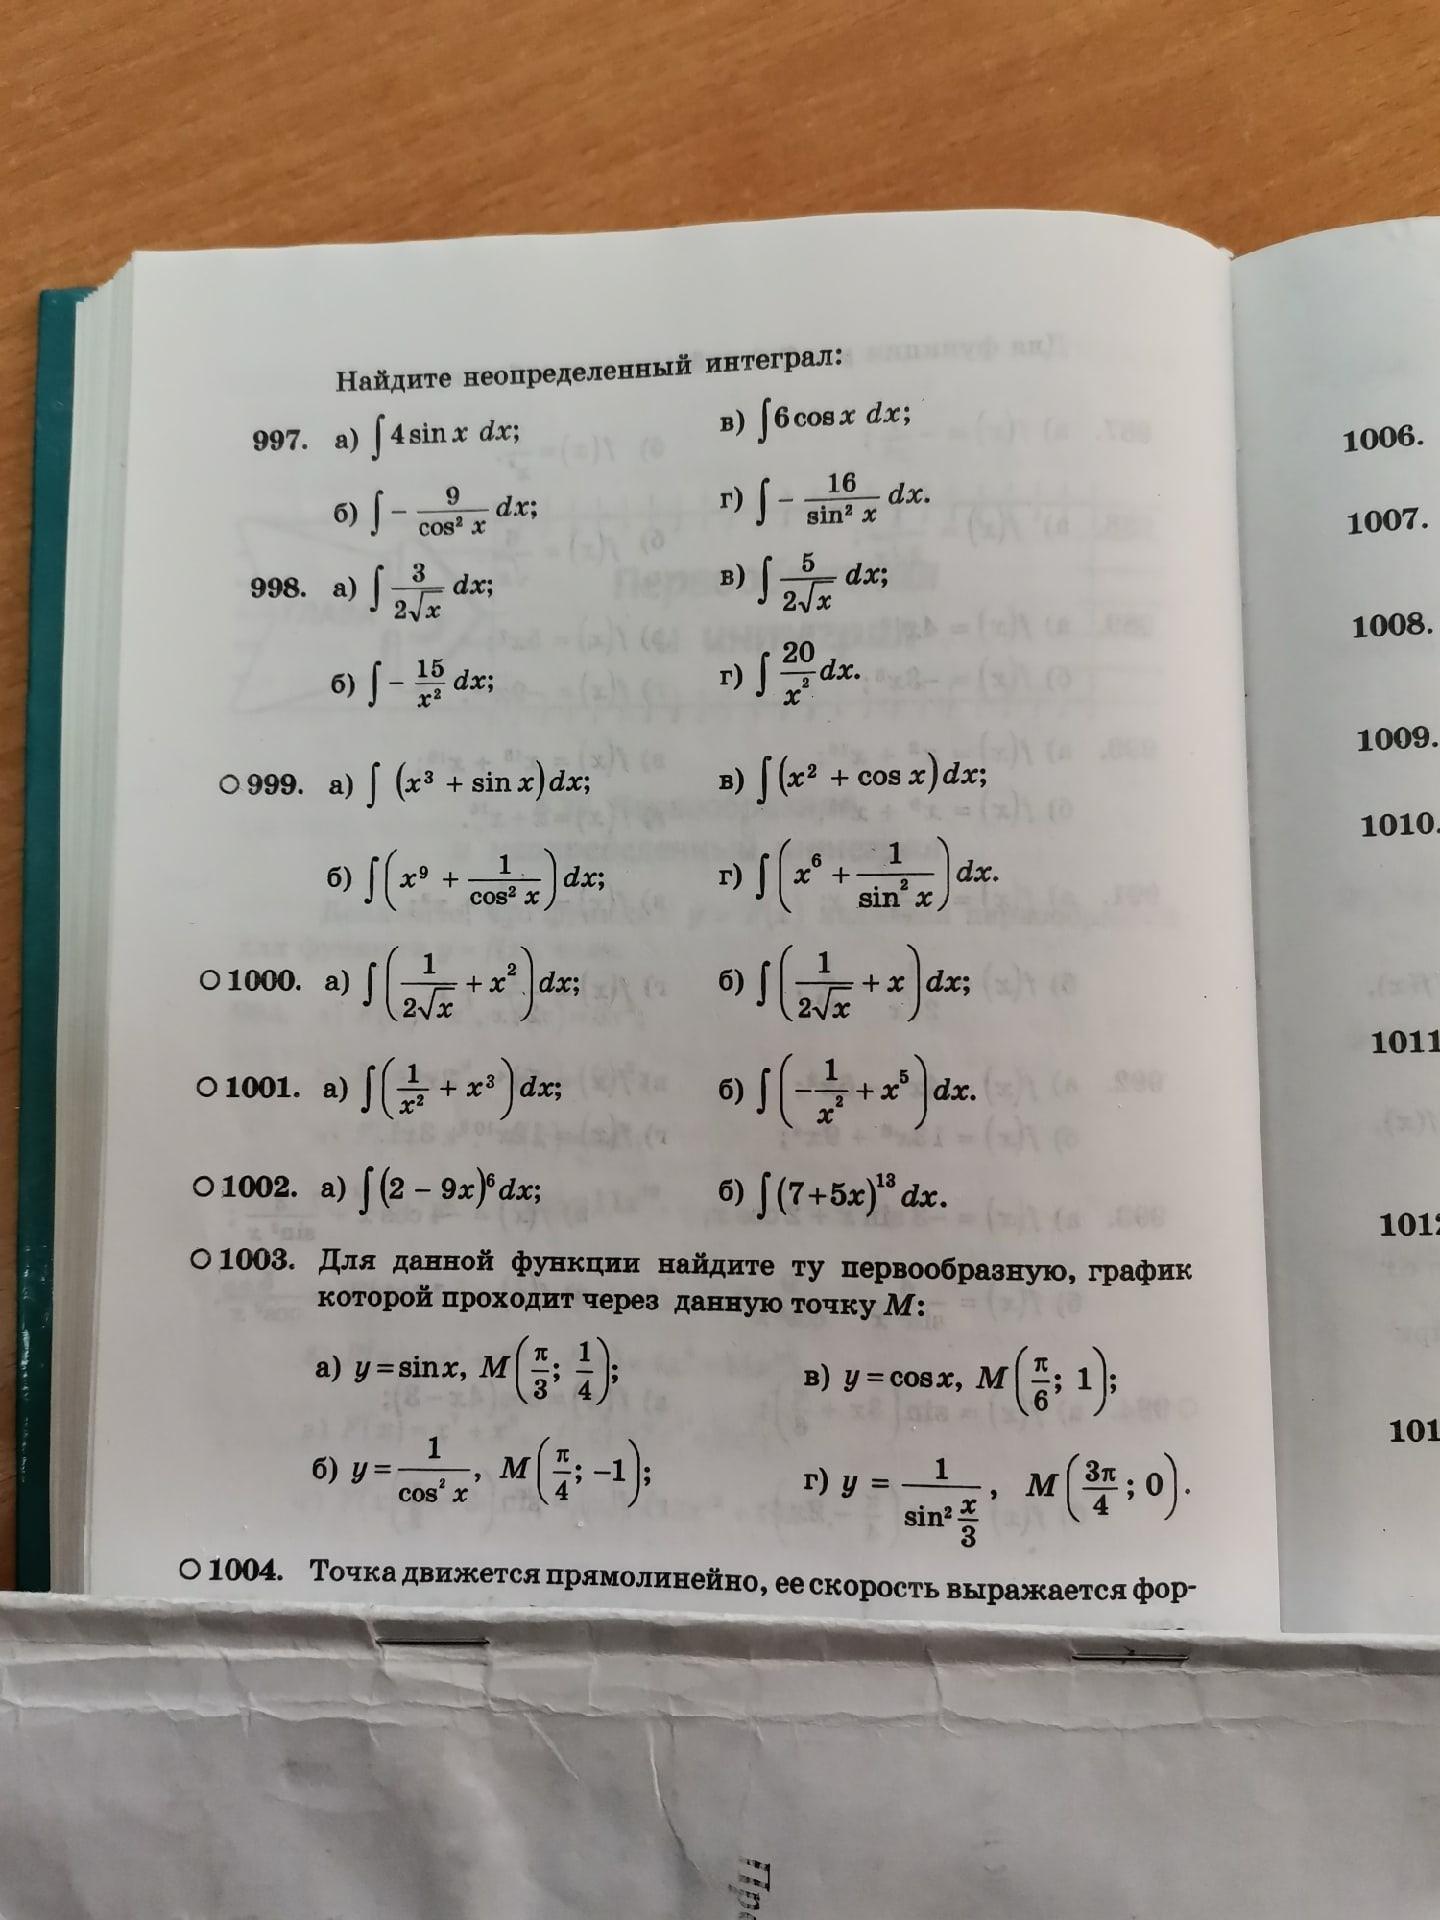 Найдите неопределенный интеграл:
997. а) ∫ 4 sin x dx; в) ∫ 6 cos x dx;
б) ∫ − 9/(cos² x) dx; г) ∫ − 16/(sin² x) dx.
998. а) ∫ 3/(2√x) dx; в) ∫ 5/(2√x) dx;
б) ∫ − 15/x² dx; г) ∫ 20/x² dx.
○ 999. а) ∫ (x³ + sin x) dx; в) ∫ (x² + cos x) dx;
б) ∫ (x⁹ + 1/(cos² x)) dx; г) ∫ (x⁶ + 1/(sin² x)) dx.
○ 1000. а) ∫ (1/(2√x) + x²) dx; б) ∫ (1/(2√x) + x) dx;
○ 1001. а) ∫ (1/x² + x³) dx; б) ∫ (−1/x² + x⁵) dx.
○ 1002. а) ∫ (2 − 9x)⁶ dx; б) ∫ (7 + 5x)¹³ dx.
○ 1003. Для данной функции найдите ту первообразную, график
которой проходит через данную точку M:
а) y = sin x, M(π/3; 1/4); в) y = cos x, M(π/6; 1);
б) y = 1/(cos² x), M(π/4; −1); г) y = 1/(sin² x/3), M(3π/4; 0).
○ 1004. Точка движется прямолинейно, ее скорость выражается фор-
1006.
1007.
1008.
1009.
1010.
1011
101